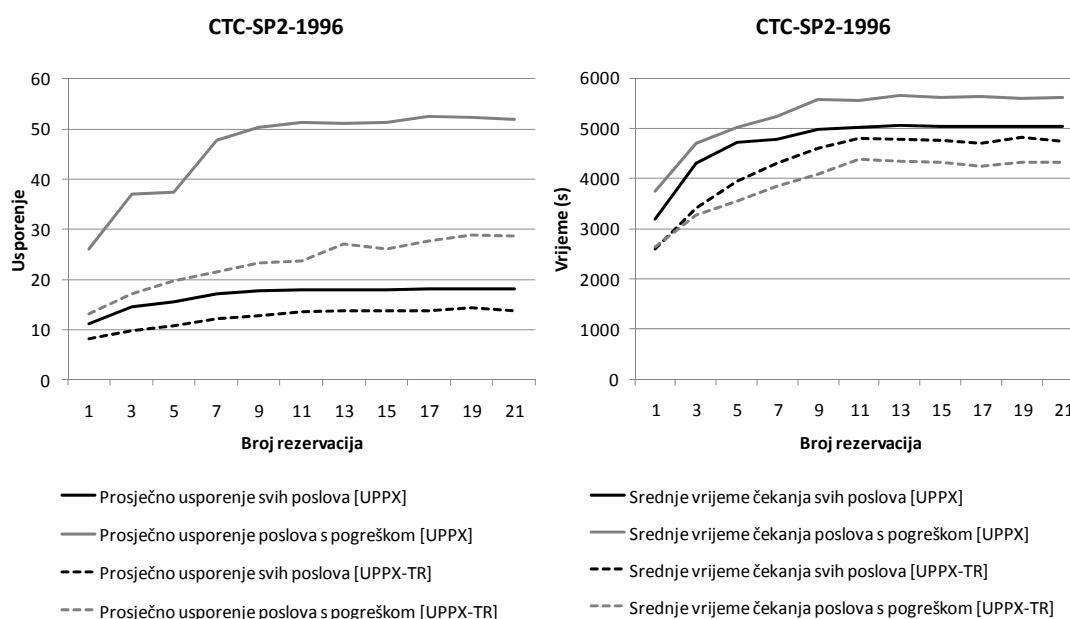 CTC-SP2-1996
60
50
40
30
20
10
0
Usporenje
1 3 5 7 9 11 13 15 17 19 21
Broj rezervacija
Prosječno usporenje svih poslova [UPPX]
Prosječno usporenje poslova s pogreškom [UPPX]
Prosječno usporenje svih poslova [UPPX-TR]
Prosječno usporenje poslova s pogreškom [UPPX-TR]
CTC-SP2-1996
6000
5000
4000
3000
2000
1000
0
Vrijeme (s)
1 3 5 7 9 11 13 15 17 19 21
Broj rezervacija
Srednje vrijeme čekanja svih poslova [UPPX]
Srednje vrijeme čekanja poslova s pogreškom [UPPX]
Srednje vrijeme čekanja svih poslova [UPPX-TR]
Srednje vrijeme čekanja poslova s pogreškom [UPPX-TR]